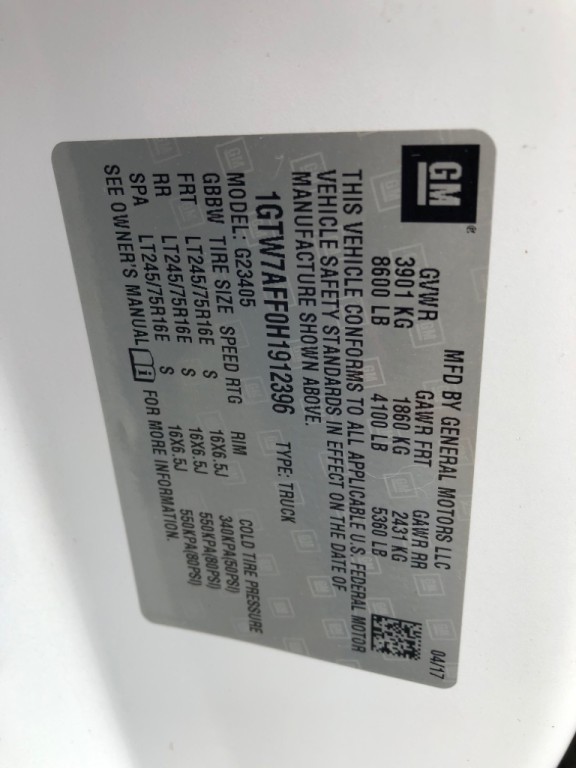 GM
MFD BY GENERAL MOTORS LLC 04/17
GVWR GAWR FRT GAWR RR
3901 KG 1860 KG 2431 KG
8600 LB 4100 LB 5360 LB
THIS VEHICLE CONFORMS TO ALL APPLICABLE U.S. FEDERAL MOTOR
VEHICLE SAFETY STANDARDS IN EFFECT ON THE DATE OF
MANUFACTURE SHOWN ABOVE.
1GTW7AFF0H1912396 TYPE: TRUCK
MODEL: G23405
GBBW TIRE SIZE SPEED RTG RIM COLD TIRE PRESSURE
FRT LT245/75R16E S 16X6.5J 340KPA(50PSI)
RR LT245/75R16E S 16X6.5J 550KPA(80PSI)
SPA LT245/75R16E S 16X6.5J 550KPA(80PSI)
SEE OWNER'S MANUAL FOR MORE INFORMATION.